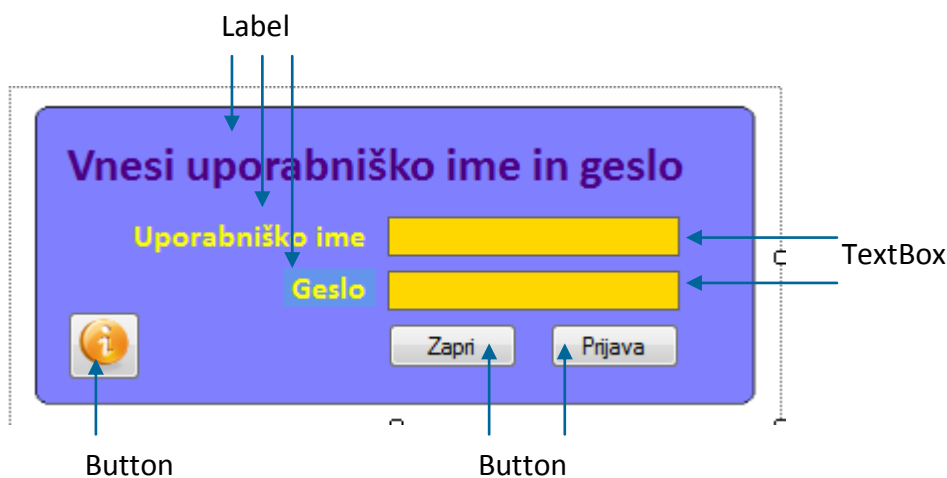 Label
Vnesi uporabniško ime in geslo
Uporabniško ime
TextBox
Geslo
i
Zapri Prijava
Button Button